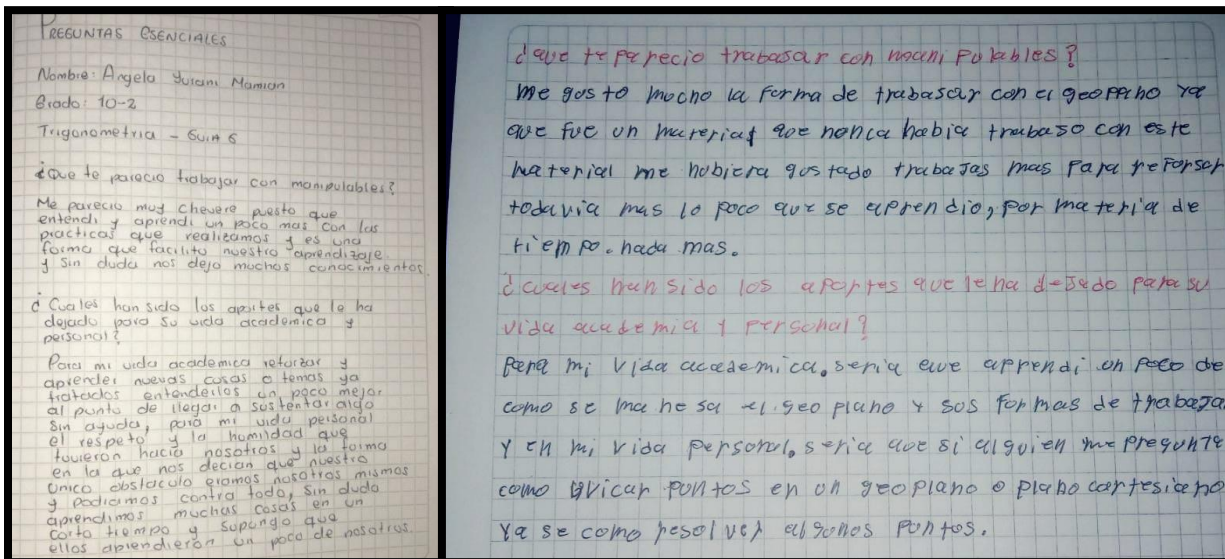 PREGUNTAS ESENCIALES
Nombre: Angela Yurani Mamian
Grado: 10-2
Trigonometria - Guia 6
¿Que te parecio trabajar con manipulables?
Me parecio muy chevere puesto que
entendi y aprendi un poco mas con las
practicas que realizamos y es una
forma que facilito nuestro aprendizaje.
y sin duda nos dejo muchos conocimientos.
¿Cuales han sido los aportes que le ha
dejado para su vida academica y
personal?
Para mi vida academica reforzar y
aprender nuevas cosas o temas ya
tratados entenderlos un poco mejor
al punto de llegar a sustentar algo
sin ayuda, para mi vida personal
el respeto y la humildad que
tuvieron hacia nosotros y la forma
en la que nos decian que nuestro
unico obstaculo eramos nosotros mismos
y podiamos contra todo, sin duda
aprendimos muchas cosas en un
corto tiempo y supongo que
ellos aprendieron un poco de nosotros.
¿que te parecio trabasar con manipulables?
me gusto mucho la forma de trabasar con el geoplano ya
que fue un material que nunca habia trabaso con este
material me hubiera gustado trabajas mas para reforsar
todavia mas lo poco que se aprendio, por materia de
tiempo. nada mas.
¿cuales han sido los aportes que le ha desado para su
vida academia y personal?
para mi vida academica, seria que aprendi un poco de
como se manesa el geoplano y sus formas de trabaja
y en mi vida personal, seria que si alguien me pregunta
como uvicar puntos en un geoplano o plano cartesiano
ya se como resolver algunos puntos.